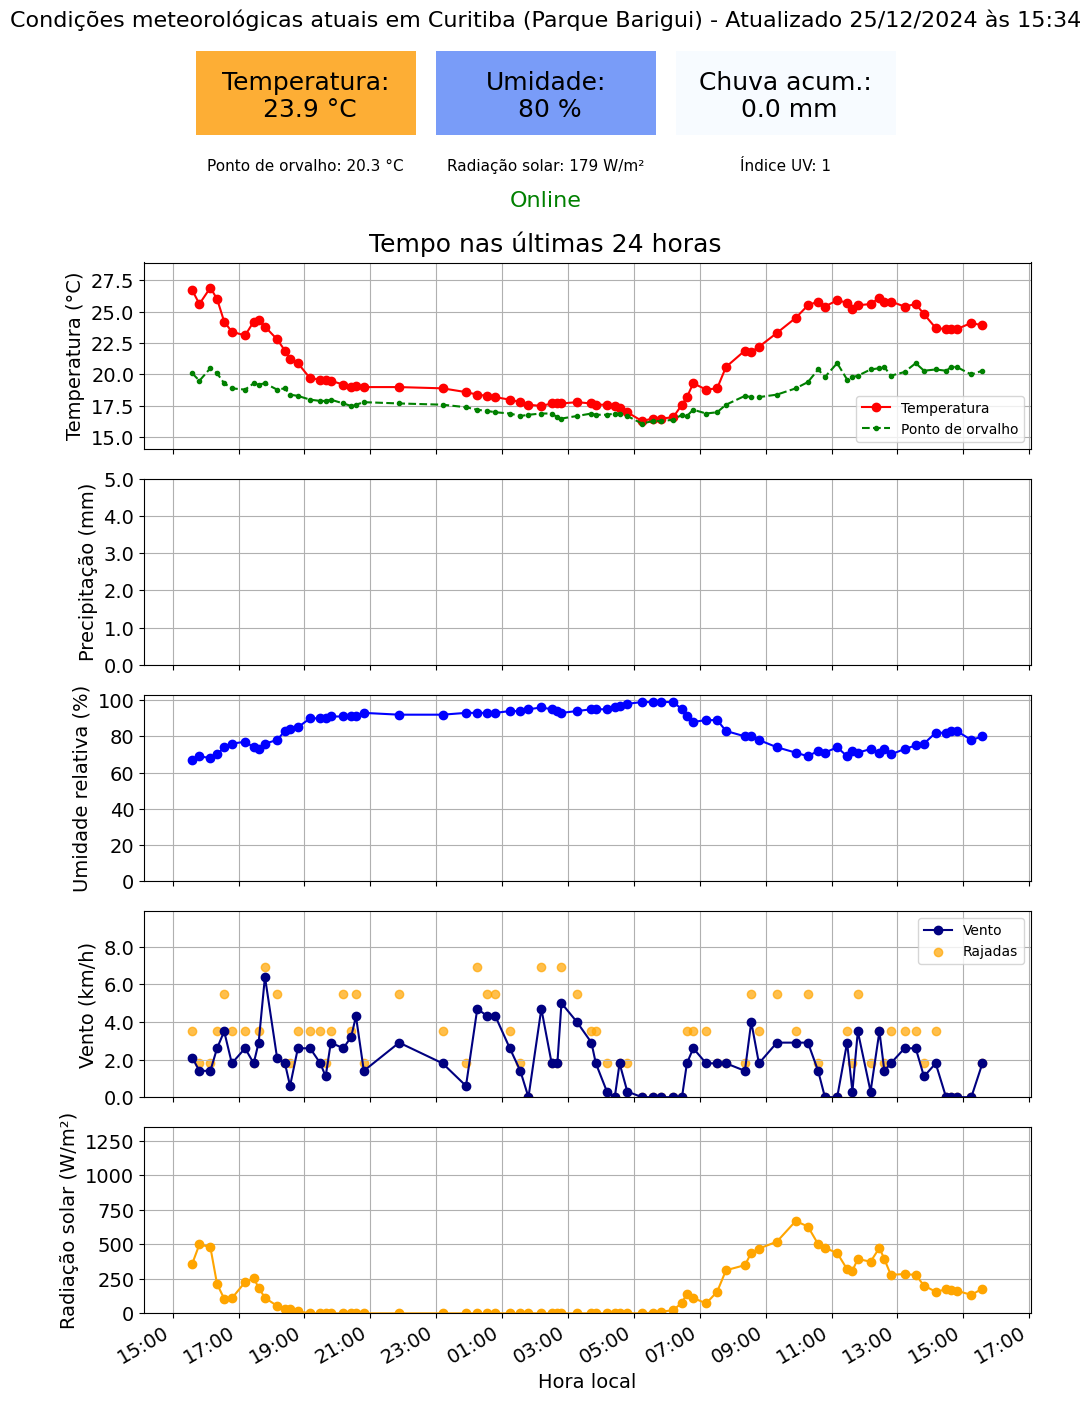 Condições meteorológicas atuais em Curitiba (Parque Barigui) - Atualizado 25/12/2024 às 15:34
Temperatura:
23.9 °C
Umidade:
80 %
Chuva acum.:
0.0 mm
Ponto de orvalho: 20.3 °C
Radiação solar: 179 W/m²
Índice UV: 1
Online
Tempo nas últimas 24 horas
Temperatura (°C)
27.5
25.0
22.5
20.0
17.5
15.0
Temperatura
Ponto de orvalho
Precipitação (mm)
5.0
4.0
3.0
2.0
1.0
0.0
Umidade relativa (%)
100
80
60
40
20
0
Vento (km/h)
8.0
6.0
4.0
2.0
0.0
Vento
Rajadas
Radiação solar (W/m²)
1250
1000
750
500
250
0
15:00
17:00
19:00
21:00
23:00
01:00
03:00
05:00
07:00
09:00
11:00
13:00
15:00
17:00
Hora local